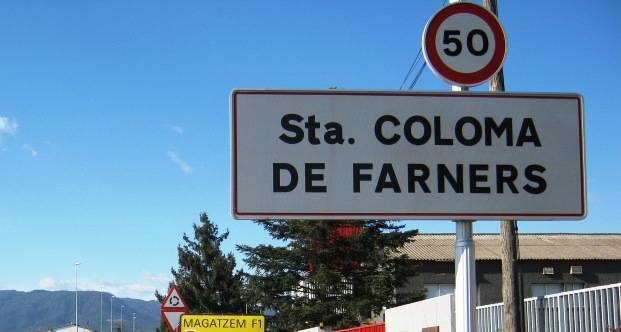 50
Sta. COLOMA
DE FARNERS
MAGATZEM F1